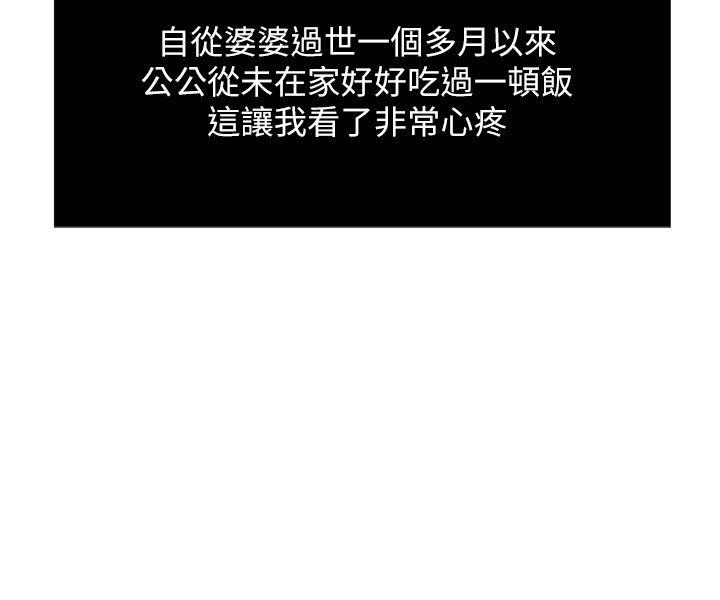 自從婆婆過世一個多月以來
公公從未在家好好吃過一頓飯
這讓我看了非常心疼